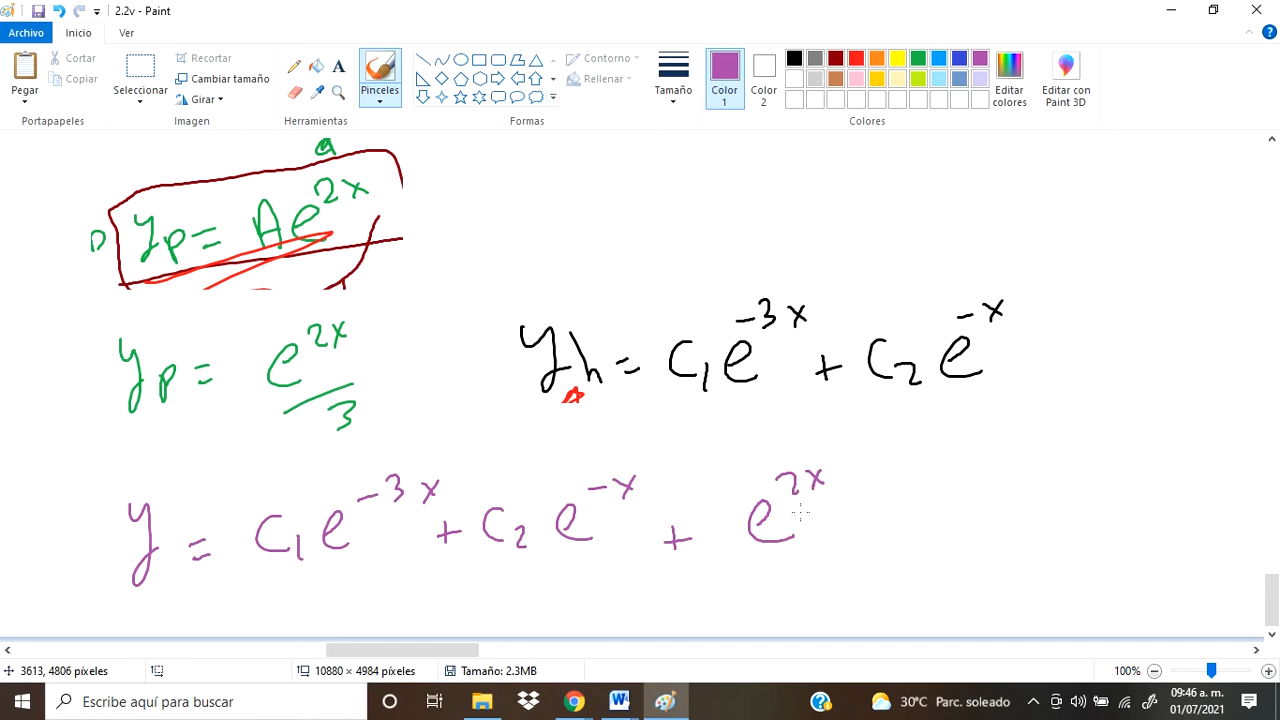 2.2v - Paint
Archivo Inicio Ver
Pegar
Cortar
Copiar
Portapapeles
Seleccionar
Recortar
Cambiar tamaño
Girar
Imagen
A
Herramientas
Pinceles
Contorno
Rellenar
Formas
Tamaño
Color 1
Color 2
Editar colores
Editar con Paint 3D
Colores
a
yp = Ae^2x
D
yp = e^2x/3
yh = c1e^-3x + c2e^-x
y = c1e^-3x + c2e^-x + e^2x
3613, 4806 píxeles
10880 × 4984 píxeles
Tamaño: 2.3MB
100%
Escribe aquí para buscar
30°C Parc. soleado
09:46 a. m.
01/07/2021